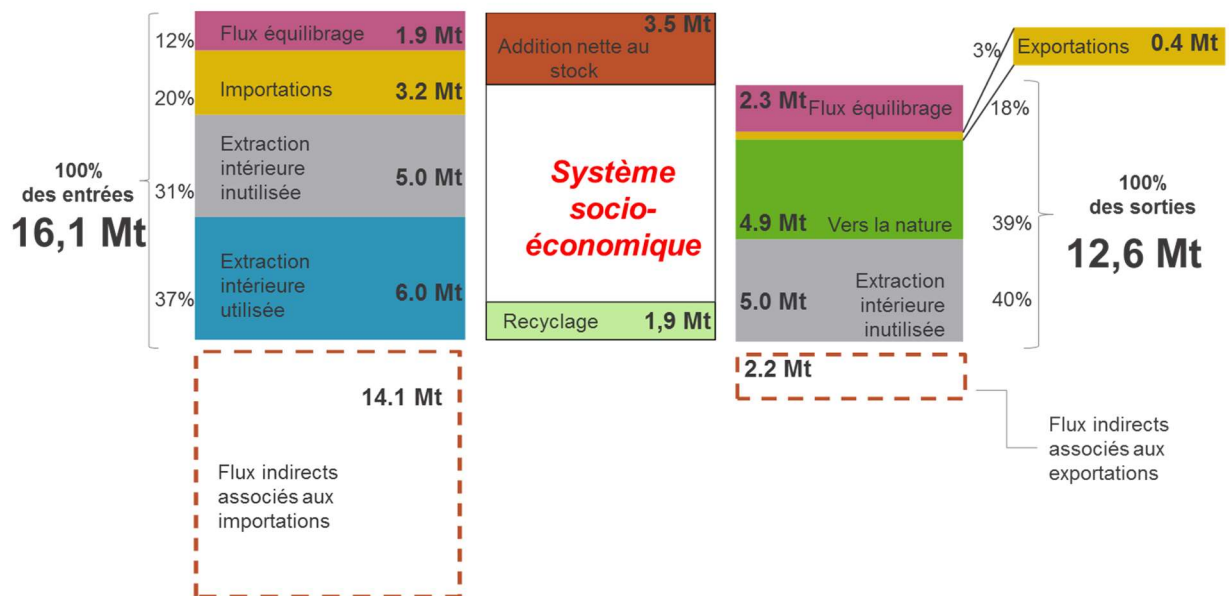 12%
Flux équilibrage 1.9 Mt
20%
Importations 3.2 Mt
100%
des entrées
16,1 Mt
31%
Extraction
intérieure
inutilisée
5.0 Mt
37%
Extraction
intérieure
utilisée
6.0 Mt
14.1 Mt
Flux indirects
associés aux
importations
3.5 Mt
Addition nette au
stock
Système
socio-
économique
Recyclage 1,9 Mt
3%
Exportations 0.4 Mt
2.3 Mt Flux équilibrage
18%
4.9 Mt Vers la nature
39%
5.0 Mt
Extraction
intérieure
inutilisée
40%
100%
des sorties
12,6 Mt
2.2 Mt
Flux indirects
associés aux
exportations